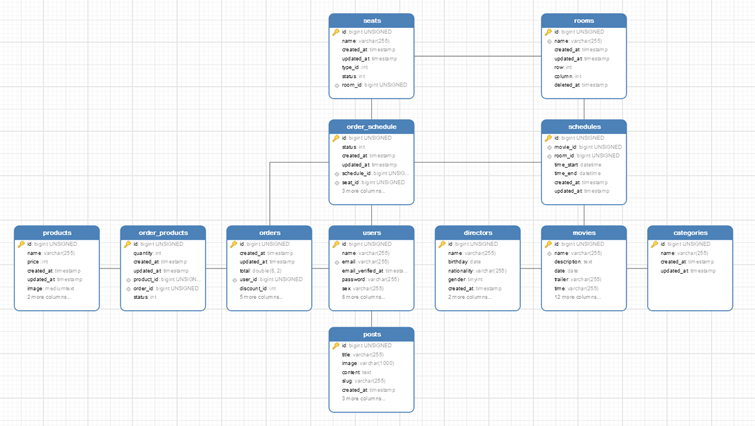 seats
id bigint UNSIGNED
name varchar(255)
created_at timestamp
updated_at timestamp
type_id int
status int
room_id bigint UNSIGNED
rooms
id bigint UNSIGNED
name varchar(255)
created_at timestamp
updated_at timestamp
row int
column int
deleted_at timestamp
order_schedule
id bigint UNSIGNED
status int
created_at timestamp
updated_at timestamp
schedule_id bigint UNSIG...
seat_id bigint UNSIGNED
3 more columns...
schedules
id bigint UNSIGNED
movie_id bigint UNSIGNED
room_id bigint UNSIGNED
time_start datetime
time_end datetime
created_at timestamp
updated_at timestamp
products
id bigint UNSIGNED
name varchar(255)
price int
created_at timestamp
updated_at timestamp
image mediumtext
2 more columns...
order_products
id bigint UNSIGNED
quantity int
created_at timestamp
updated_at timestamp
product_id bigint UNSIGN...
order_id bigint UNSIGNED
status int
orders
id bigint UNSIGNED
created_at timestamp
updated_at timestamp
total double(8, 2)
user_id bigint UNSIGNED
discount_id int
5 more columns...
users
id bigint UNSIGNED
name varchar(255)
email varchar(255)
email_verified_at timesta...
password varchar(255)
sex varchar(255)
8 more columns...
directors
id bigint UNSIGNED
name varchar(255)
birthday date
nationality varchar(255)
gender tinyint
created_at timestamp
2 more columns...
movies
id bigint UNSIGNED
name varchar(255)
description text
date date
trailer varchar(255)
time varchar(255)
12 more columns...
categories
id bigint UNSIGNED
name varchar(255)
created_at timestamp
updated_at timestamp
posts
id bigint UNSIGNED
title varchar(255)
image varchar(1000)
content text
slug varchar(255)
created_at timestamp
3 more columns...